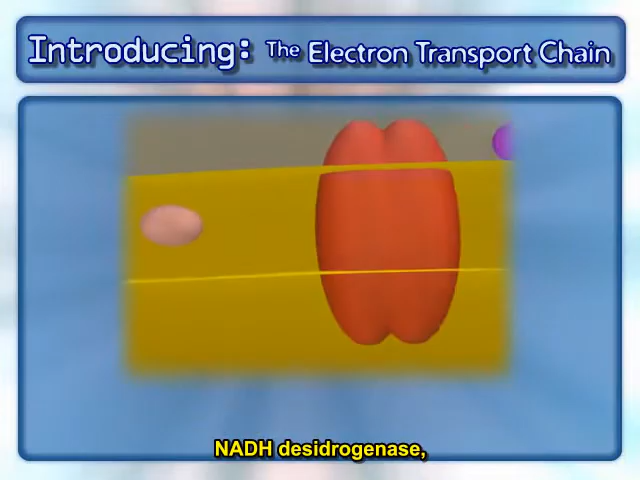 Introducing: The Electron Transport Chain
NADH desidrogenase,